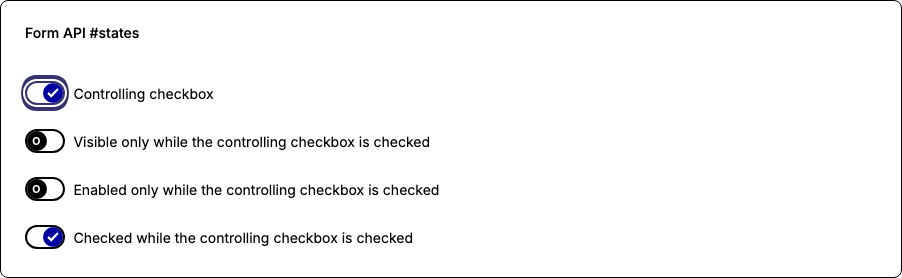 Form API #states
Controlling checkbox
Visible only while the controlling checkbox is checked
Enabled only while the controlling checkbox is checked
Checked while the controlling checkbox is checked